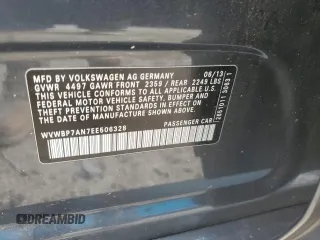 MFD BY VOLKSWAGEN AG GERMANY 06/13
GVWR 4497 GAWR FRONT 2359 / REAR 2249 LBS
THIS VEHICLE CONFORMS TO ALL APPLICABLE
FEDERAL MOTOR VEHICLE SAFETY, BUMPER, AND
THEFT PREVENTION STANDARDS IN EFFECT ON
THE DATE OF MANUFACTURE SHOWN ABOVE
WVWBP7AN7EE506328 PASSENGER CAR
DREAMBID